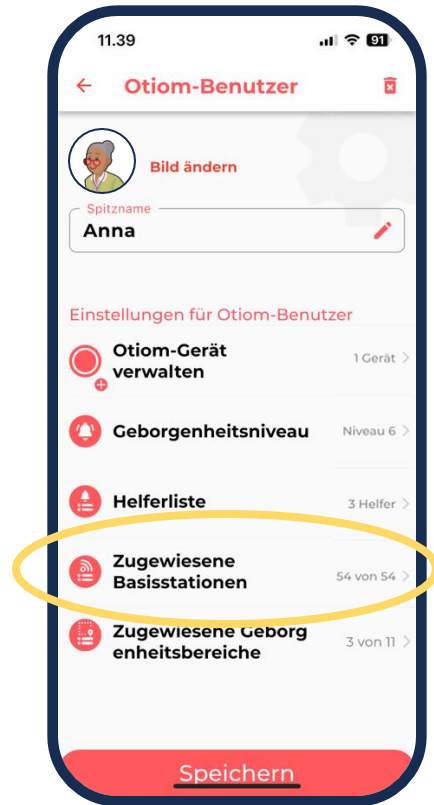 11.39
91
Otiom-Benutzer
Bild ändern
Spitzname
Anna
Einstellungen für Otiom-Benutzer
Otiom-Gerät
verwalten
1 Gerät
Geborgenheitsniveau
Niveau 6
Helferliste
3 Helfer
Zugewiesene
Basisstationen
54 von 54
Zugewiesene Geborg
enheitsbereiche
3 von 11
Speichern